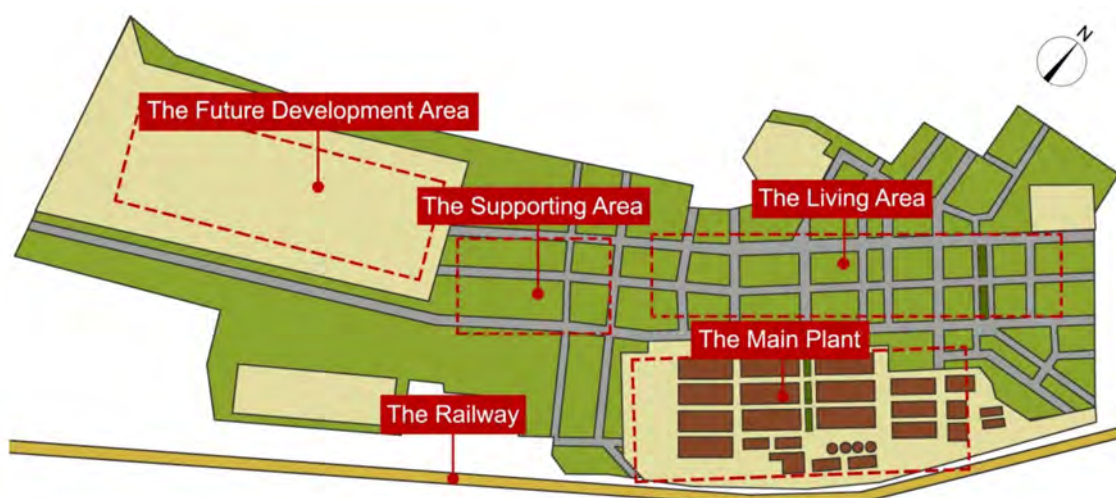 N
The Future Development Area
The Supporting Area
The Living Area
The Main Plant
The Railway